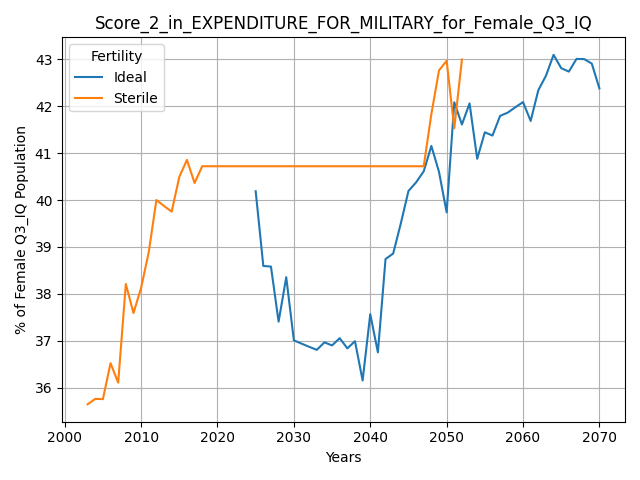 Score_2_in_EXPENDITURE_FOR_MILITARY_for_Female_Q3_IQ
Fertility
Ideal
Sterile
% of Female Q3_IQ Population
43
42
41
40
39
38
37
36
2000 2010 2020 2030 2040 2050 2060 2070
Years